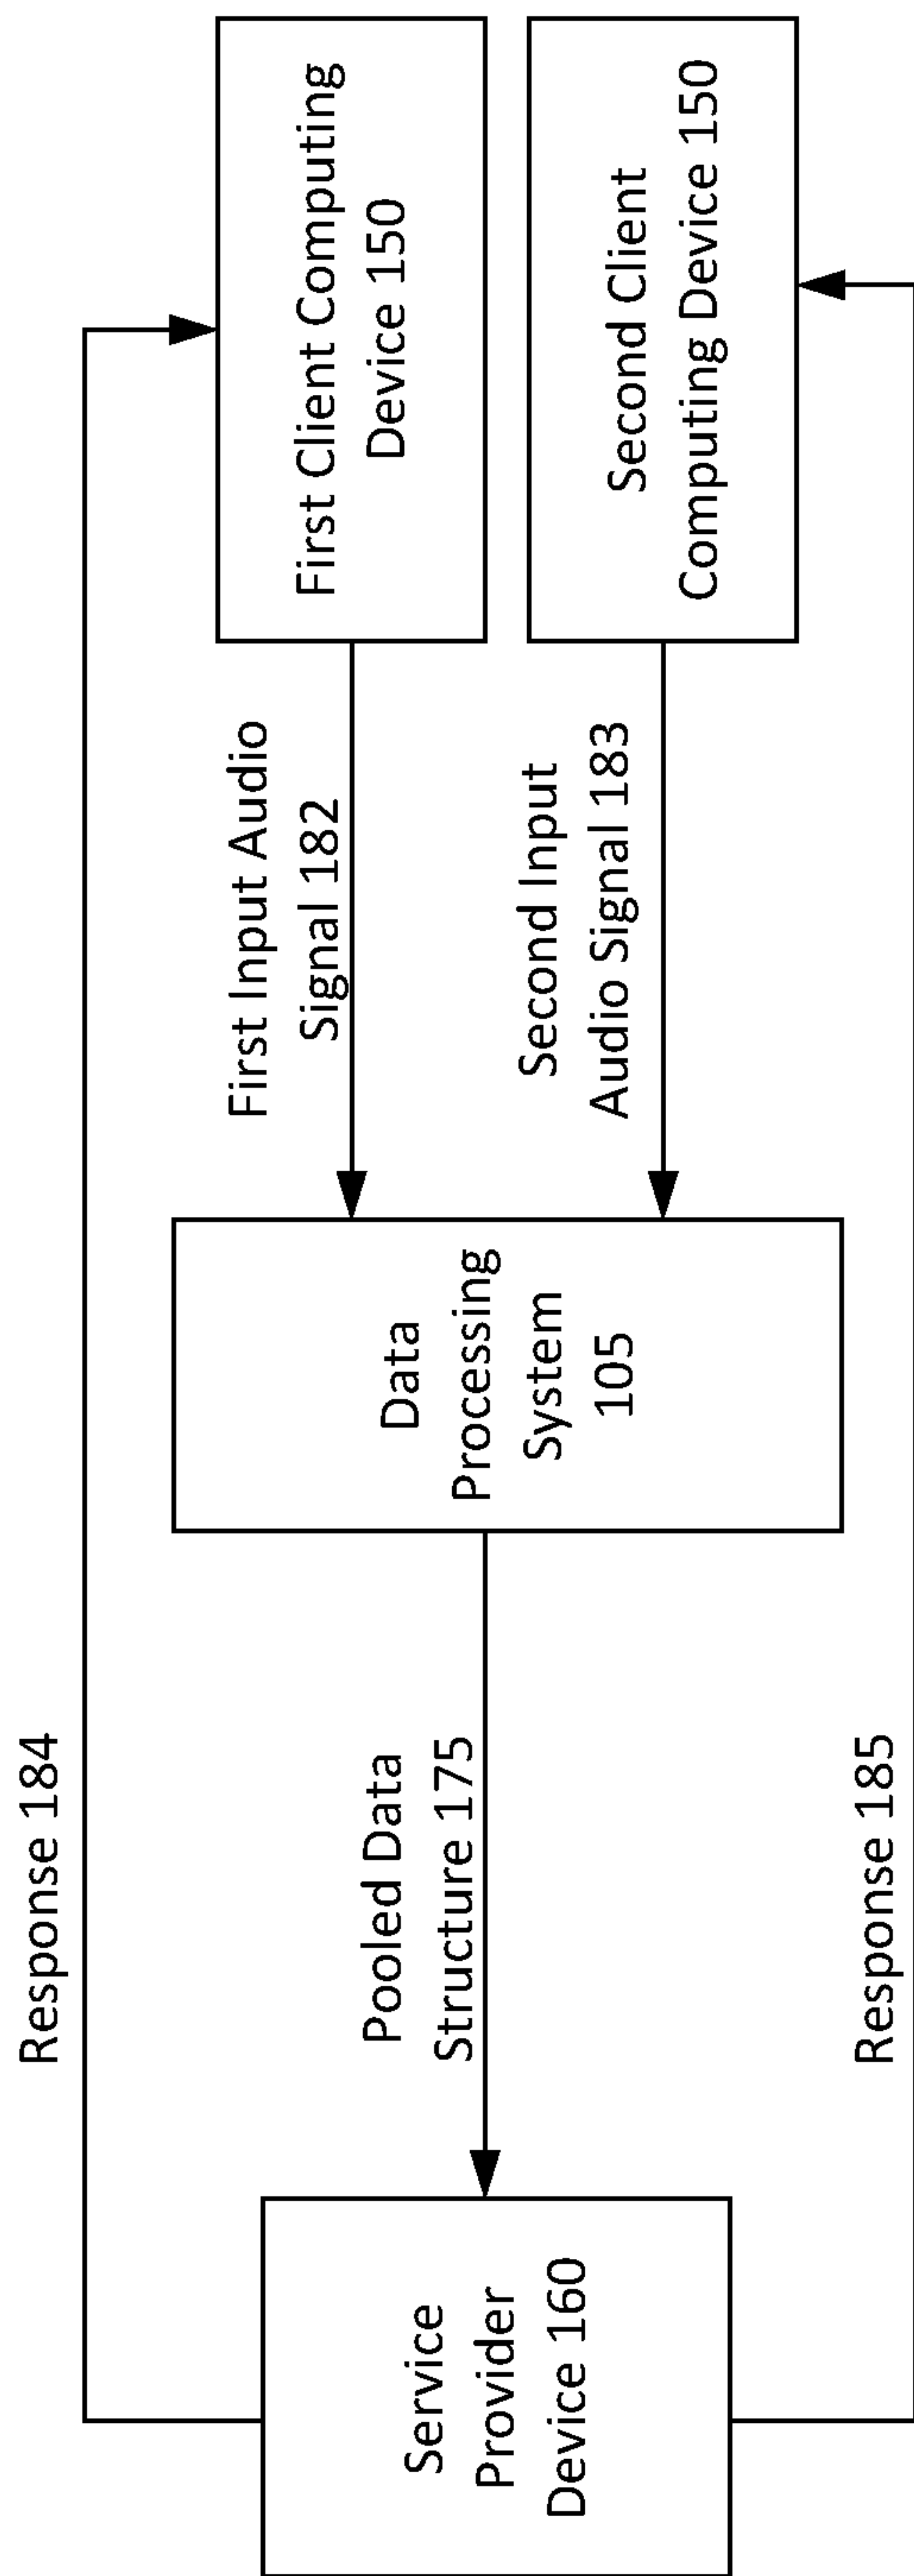 Response 184
First Client Computing
Device 150
First Input Audio
Signal 182
Second Client
Computing Device 150
Second Input
Audio Signal 183
Data
Processing
System
105
Pooled Data
Structure 175
Service
Provider
Device 160
Response 185